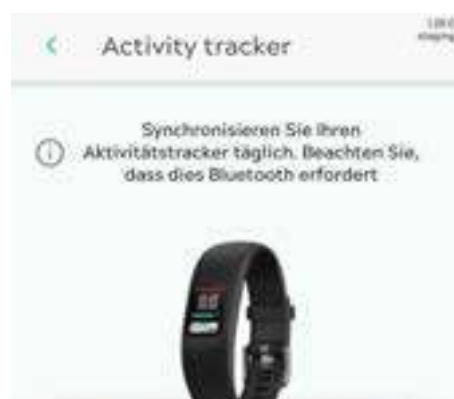 Activity tracker
Synchronisieren Sie Ihren
Aktivitätstracker täglich. Beachten Sie,
dass dies Bluetooth erfordert